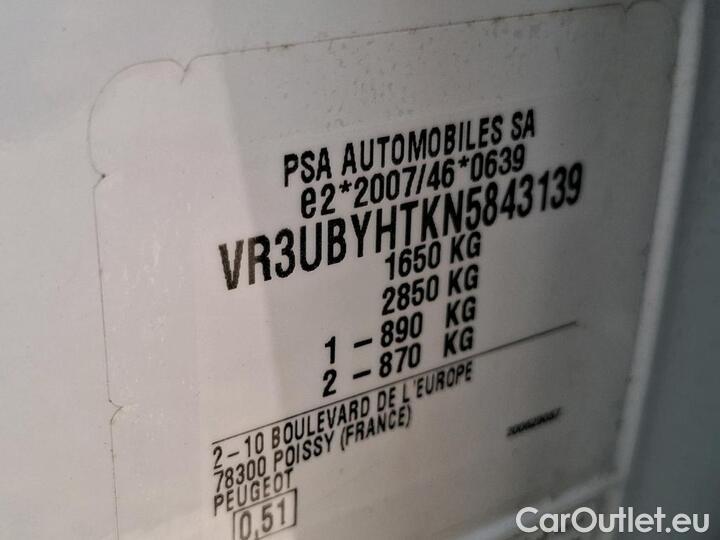 PSA AUTOMOBILES SA
e2*2007/46*0639
VR3UBYHTKN5843139
1650 KG
2850 KG
1 – 890 KG
2 – 870 KG
2 – 10 BOULEVARD DE L'EUROPE
78300 POISSY (FRANCE)
PEUGEOT
0,51
CarOutlet.eu